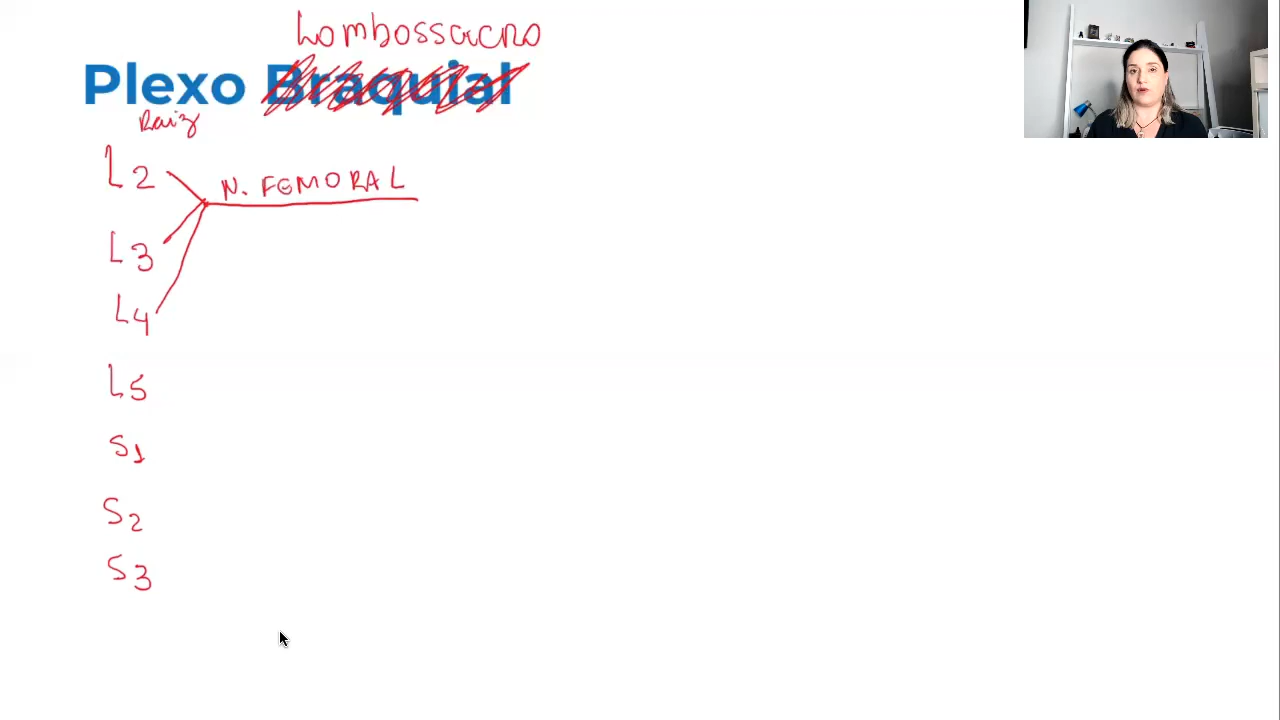 Lombossacro
Plexo Braquial
Raiz
L2
N. FEMORAL
L3
L4
L5
S1
S2
S3